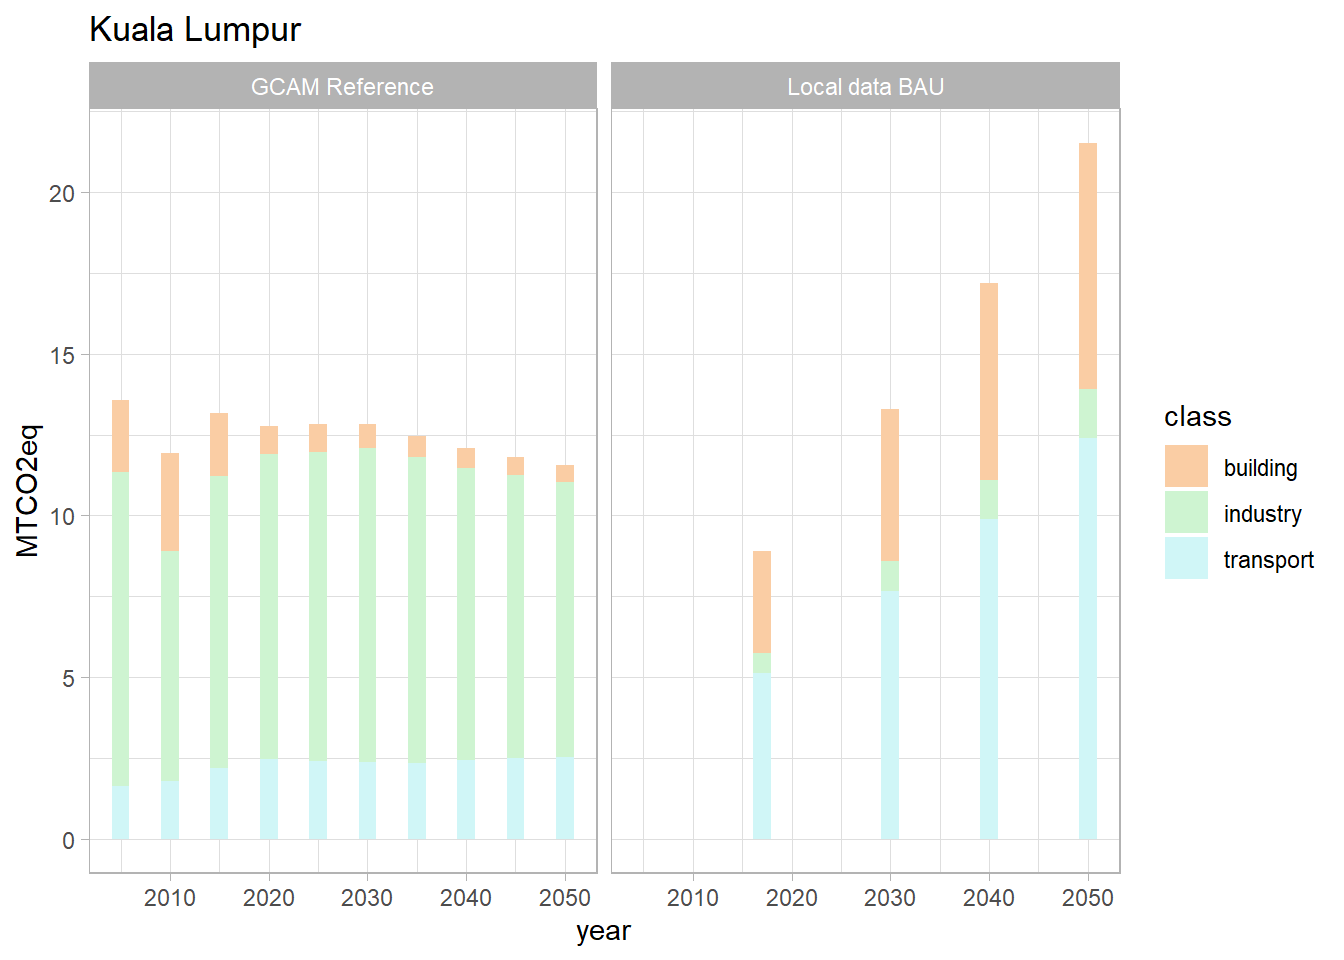 Kuala Lumpur
GCAM Reference
Local data BAU
MTCO2eq
20
15
10
5
0
2010
2020
2030
2040
2050
2010
2020
2030
2040
2050
year
class
building
industry
transport